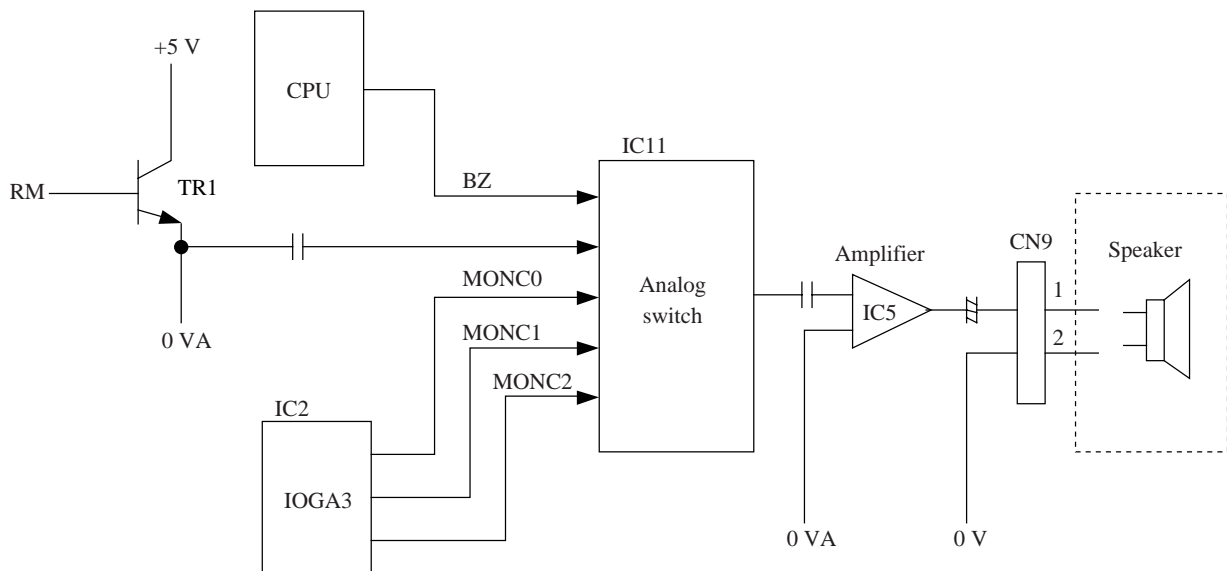 +5 V
CPU
RM
TR1
0 VA
BZ
IC11
MONC0
MONC1
MONC2
Analog
switch
IC2
IOGA3
Amplifier
IC5
0 VA
CN9
1
2
0 V
Speaker